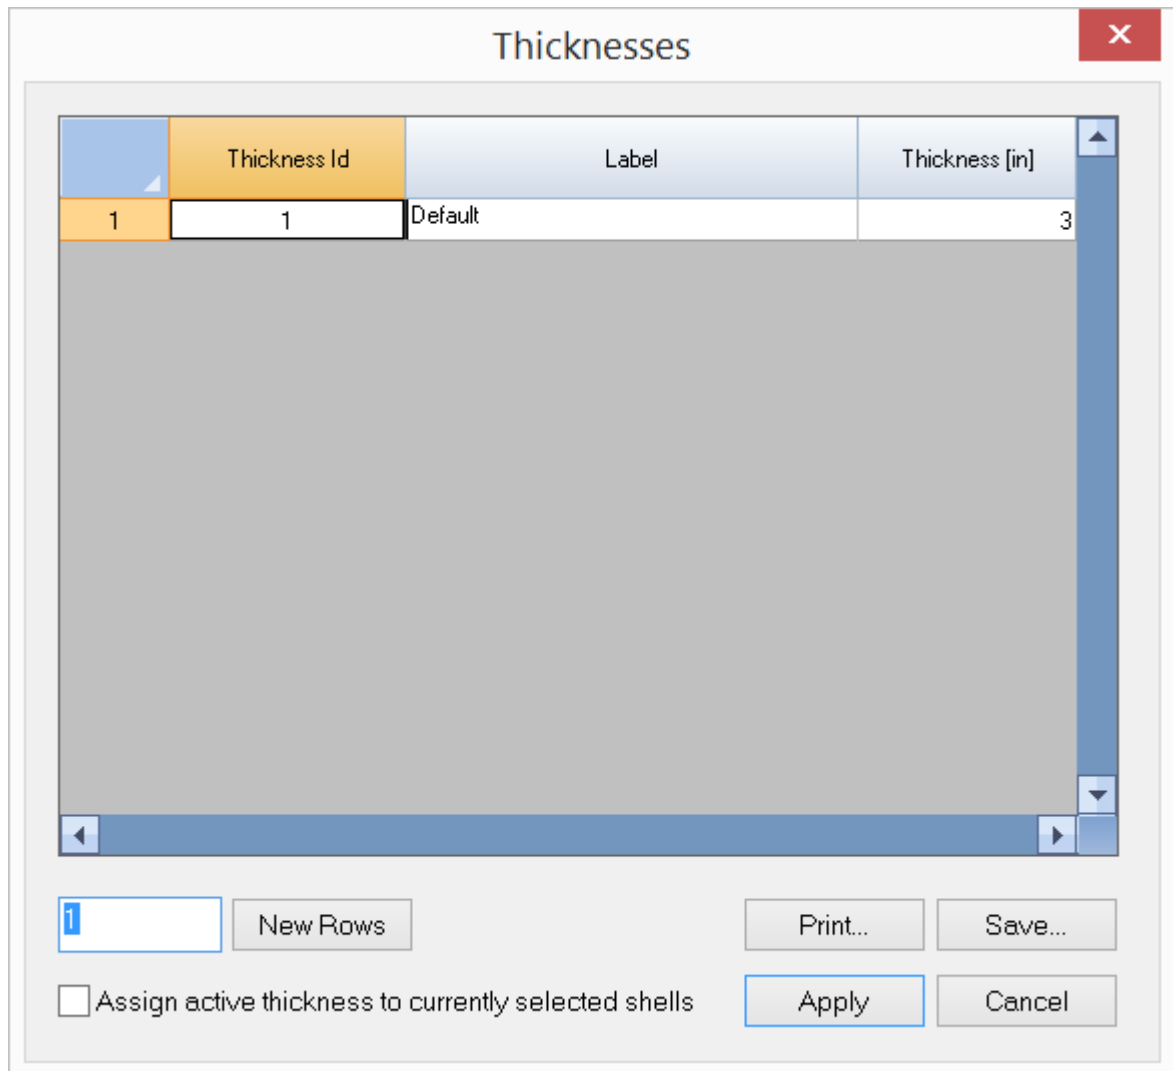 Thicknesses
Thickness Id Label Thickness [in]
1 1 Default 3
1 New Rows Print... Save...
Assign active thickness to currently selected shells Apply Cancel